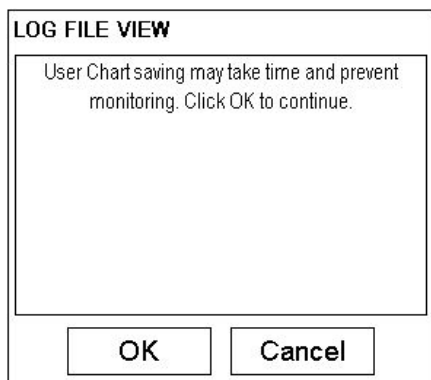 LOG FILE VIEW
User Chart saving may take time and prevent
monitoring. Click OK to continue.
OK
Cancel